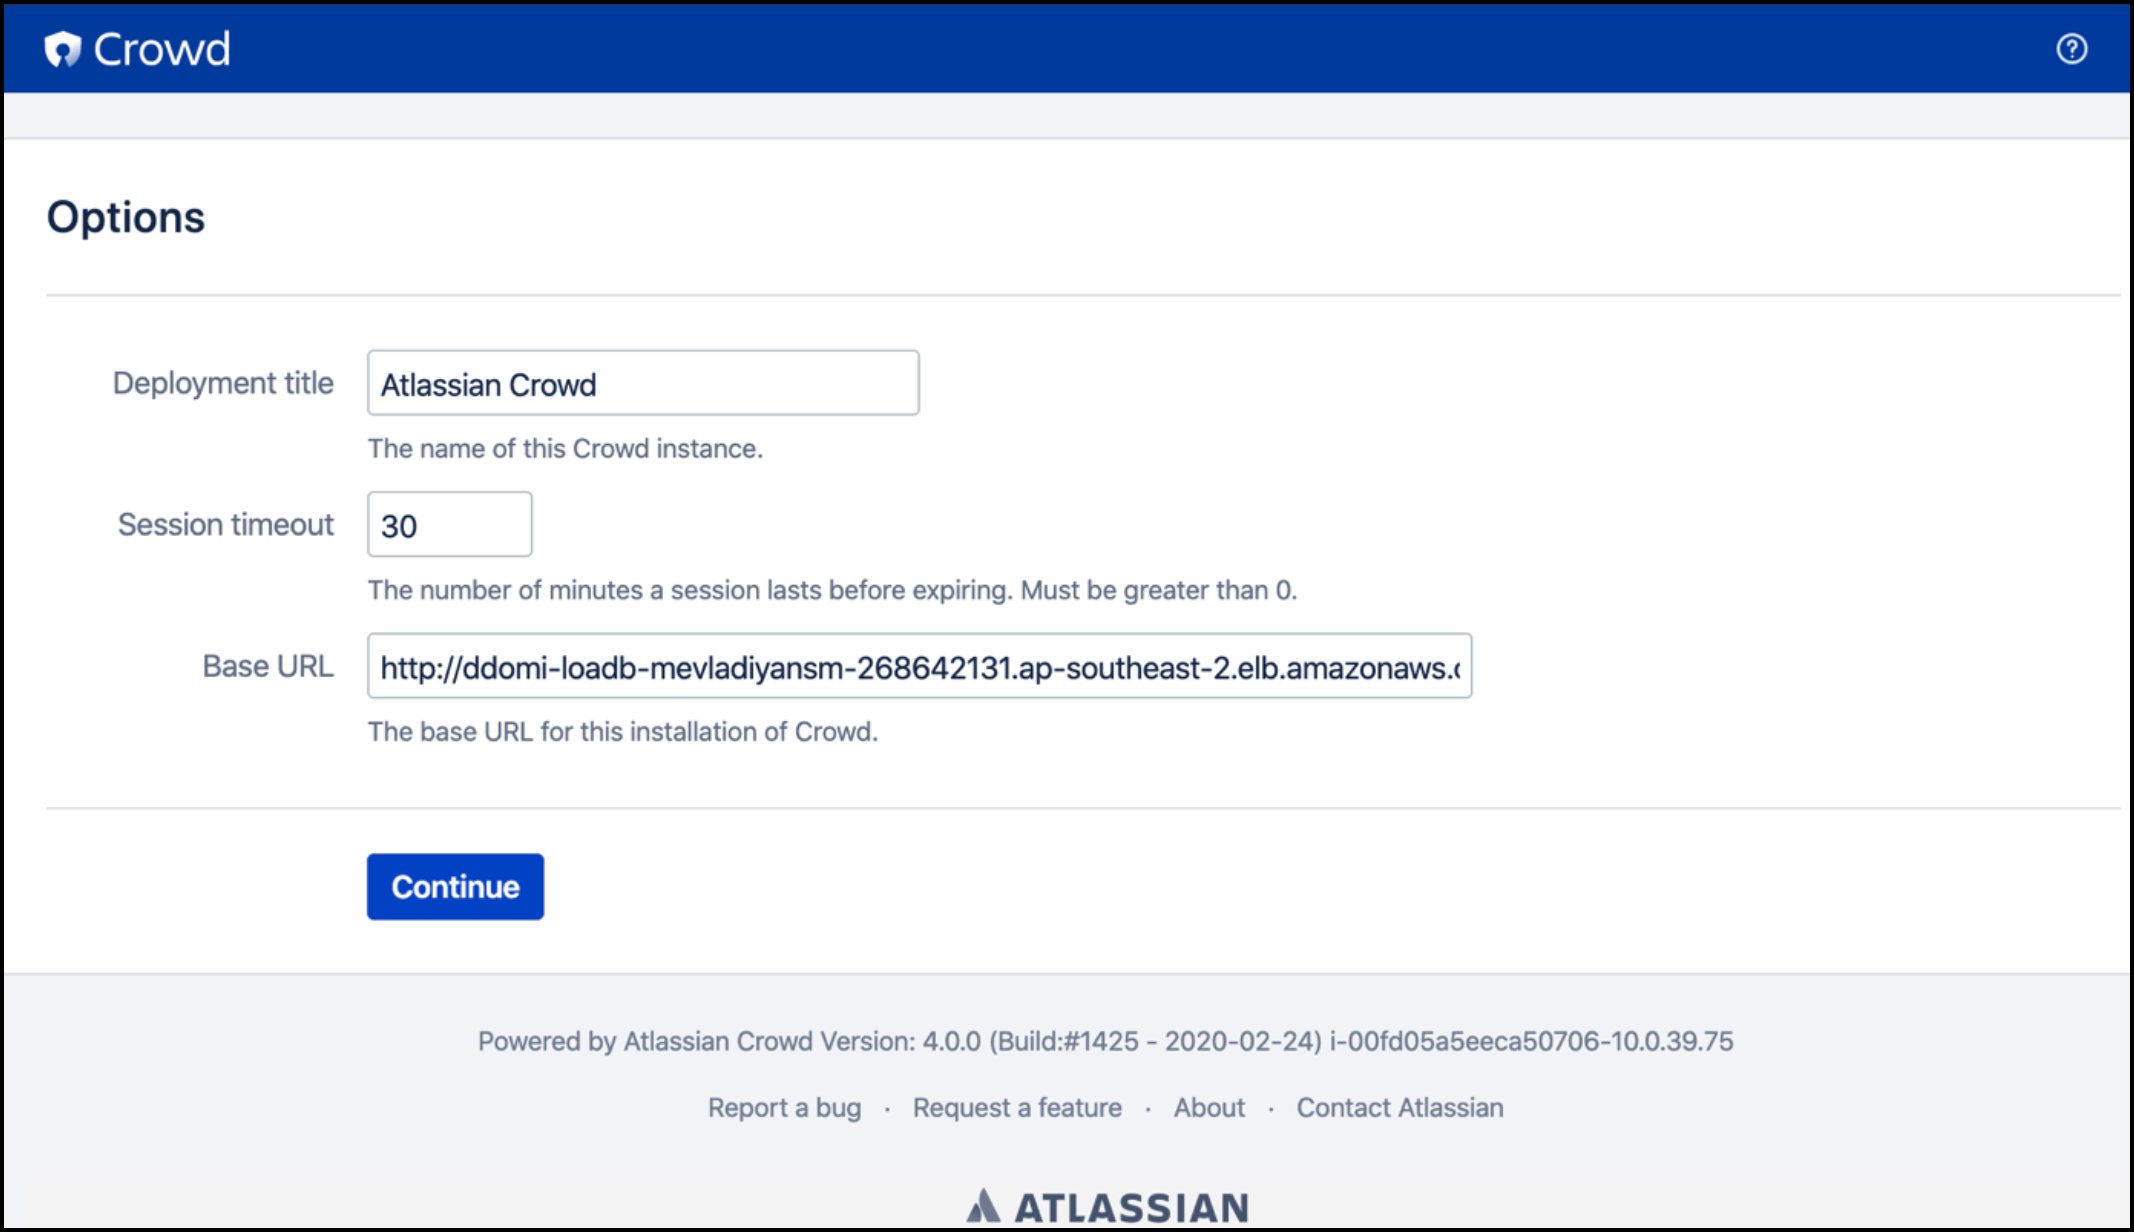 Crowd
Options
Deployment title
Atlassian Crowd
The name of this Crowd instance.
Session timeout
30
The number of minutes a session lasts before expiring. Must be greater than 0.
Base URL
http://ddomi-loadb-mevladiyansm-268642131.ap-southeast-2.elb.amazonaws.c
The base URL for this installation of Crowd.
Continue
Powered by Atlassian Crowd Version: 4.0.0 (Build:#1425 - 2020-02-24) i-00fd05a5eeca50706-10.0.39.75
Report a bug · Request a feature · About · Contact Atlassian
ATLASSIAN